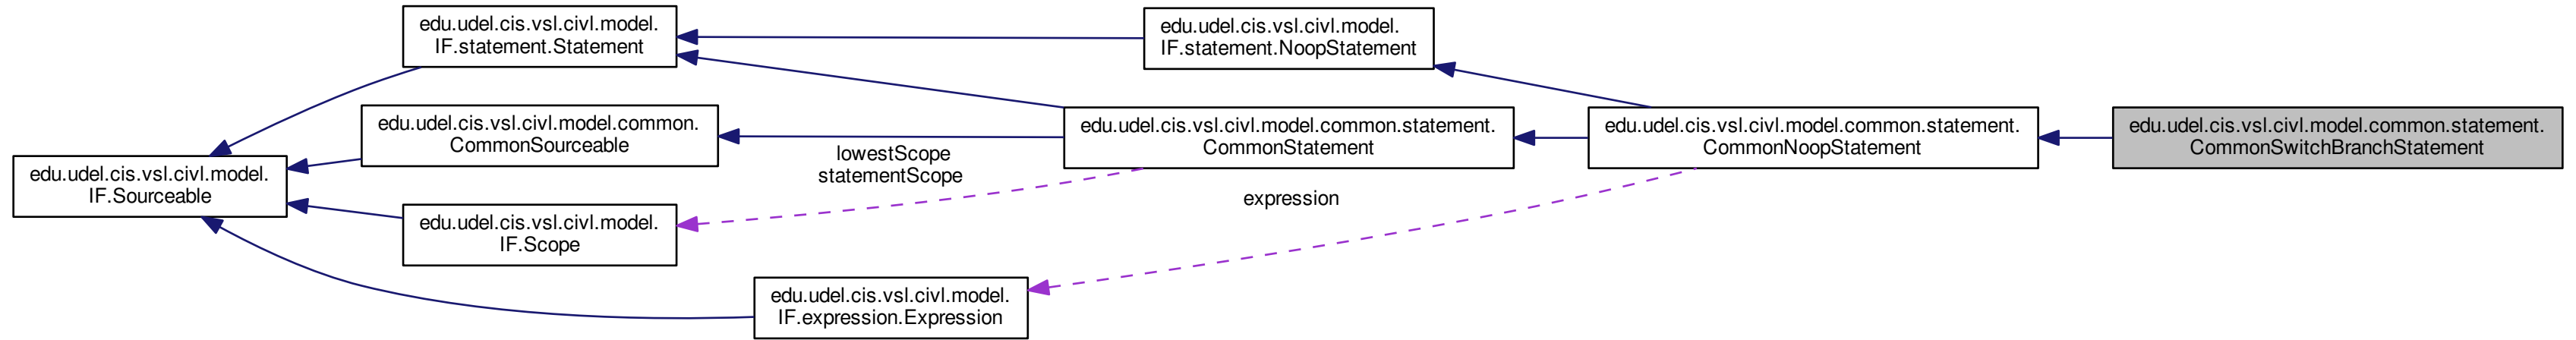 edu.udel.cis.vsl.civl.model.
IF.statement.Statement
edu.udel.cis.vsl.civl.model.
IF.statement.NoopStatement
edu.udel.cis.vsl.civl.model.common.
CommonSourceable
edu.udel.cis.vsl.civl.model.common.statement.
CommonStatement
edu.udel.cis.vsl.civl.model.common.statement.
CommonNoopStatement
edu.udel.cis.vsl.civl.model.common.statement.
CommonSwitchBranchStatement
lowestScope
statementScope
edu.udel.cis.vsl.civl.model.
IF.Sourceable
expression
edu.udel.cis.vsl.civl.model.
IF.Scope
edu.udel.cis.vsl.civl.model.
IF.expression.Expression